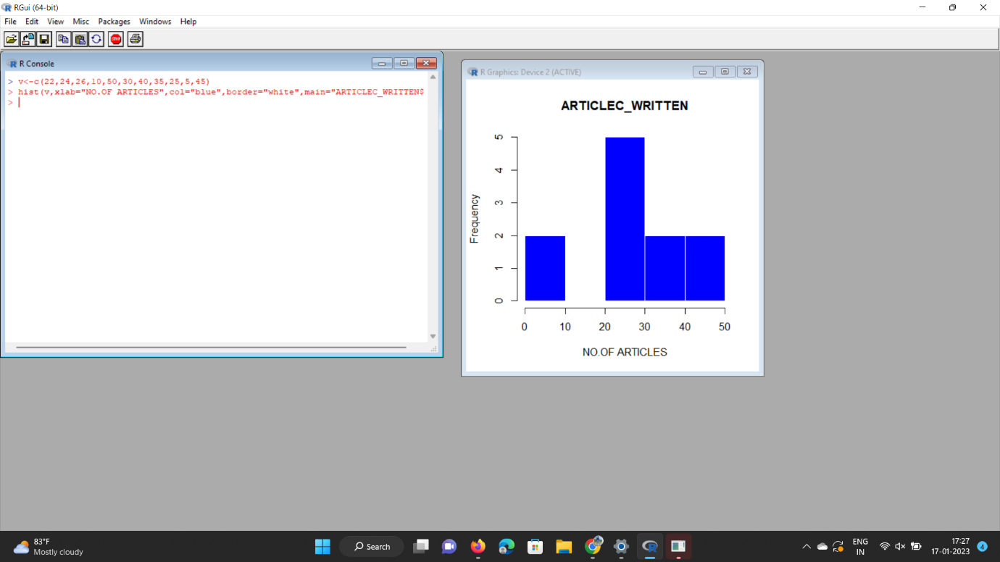 RGui (64-bit)
File Edit View Misc Packages Windows Help
STOP
R Console
> v<-c(22,24,26,10,50,30,40,35,25,5,45)
> hist(v,xlab="NO.OF ARTICLES",col="blue",border="white",main="ARTICLEC_WRITTEN$
>
R Graphics: Device 2 (ACTIVE)
ARTICLEC_WRITTEN
5
4
3
2
1
0
Frequency
0 10 20 30 40 50
NO.OF ARTICLES
83°F
Mostly cloudy
Search
ENG
IN
17:27
17-01-2023
4